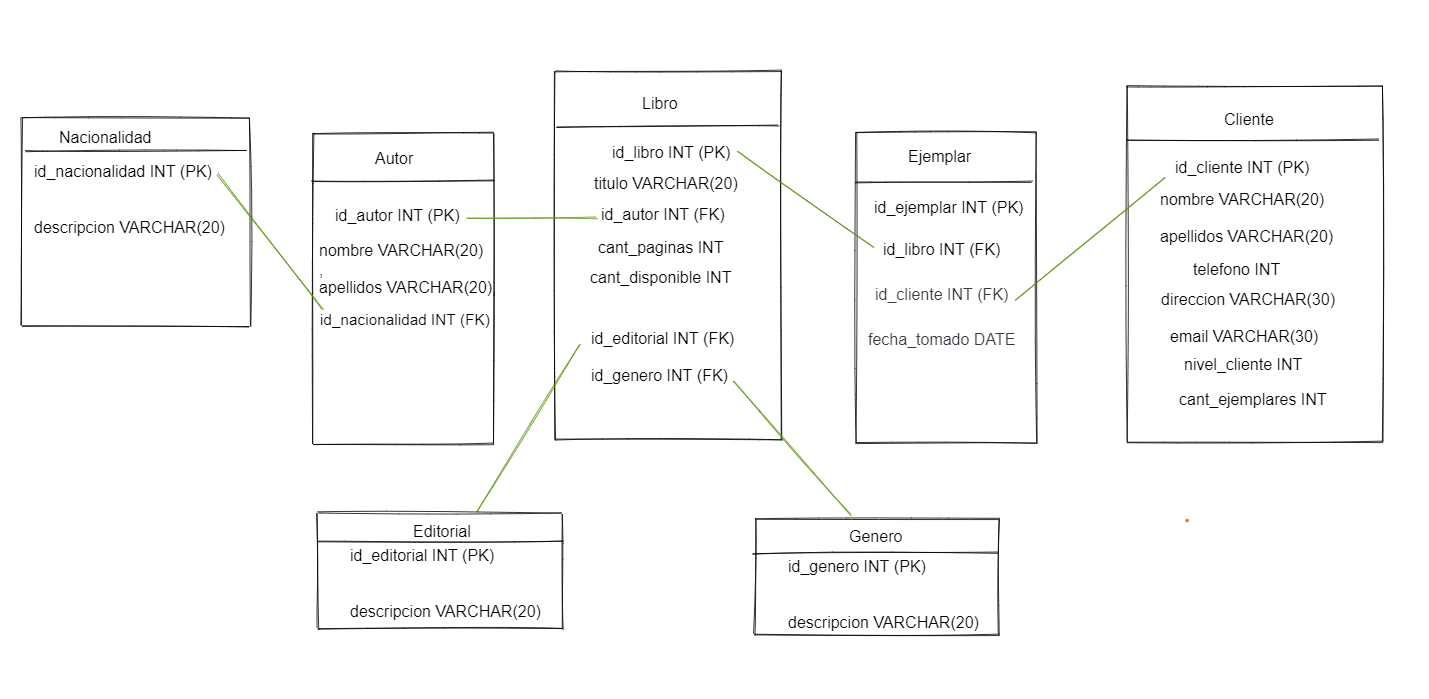 Nacionalidad
id_nacionalidad INT (PK)
descripcion VARCHAR(20)
Autor
id_autor INT (PK)
nombre VARCHAR(20)
,
apellidos VARCHAR(20)
id_nacionalidad INT (FK)
Libro
id_libro INT (PK)
titulo VARCHAR(20)
id_autor INT (FK)
cant_paginas INT
cant_disponible INT
id_editorial INT (FK)
id_genero INT (FK)
Ejemplar
id_ejemplar INT (PK)
id_libro INT (FK)
id_cliente INT (FK)
fecha_tomado DATE
Cliente
id_cliente INT (PK)
nombre VARCHAR(20)
apellidos VARCHAR(20)
telefono INT
direccion VARCHAR(30)
email VARCHAR(30)
nivel_cliente INT
cant_ejemplares INT
Editorial
id_editorial INT (PK)
descripcion VARCHAR(20)
Genero
id_genero INT (PK)
descripcion VARCHAR(20)